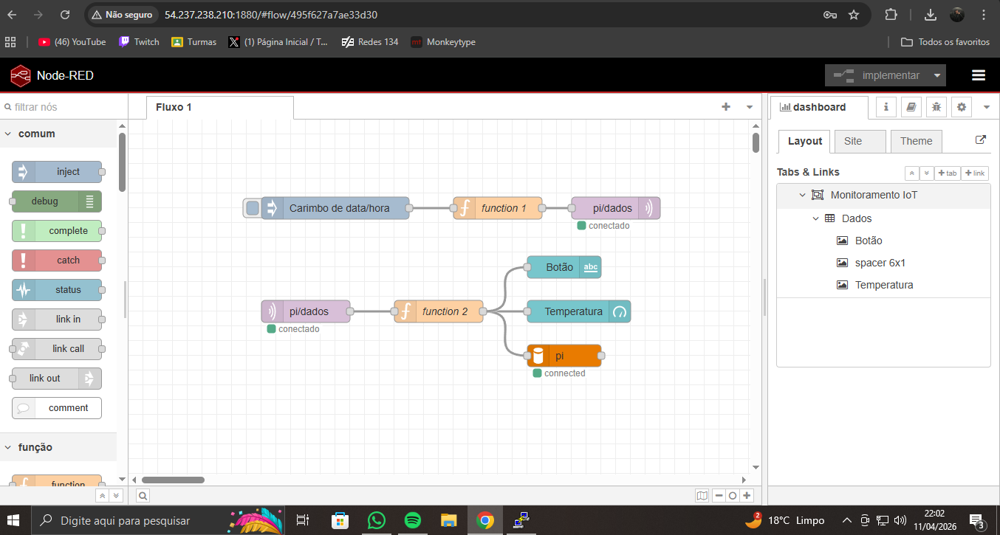 Não seguro
54.237.238.210:1880/#flow/495f627a7ae33d30
(46) YouTube
Twitch
Turmas
(1) Página Inicial / T...
Redes 134
mt
Monkeytype
Todos os favoritos
Node-RED
implementar
filtrar nós
Fluxo 1
dashboard
i
comum
inject
debug
complete
catch
status
link in
link call
link out
comment
função
function
Carimbo de data/hora
function 1
pi/dados
conectado
pi/dados
conectado
function 2
Botão
abc
Temperatura
pi
connected
Layout
Site
Theme
Tabs & Links
+ tab
+ link
Monitoramento IoT
Dados
Botão
spacer 6x1
Temperatura
Digite aqui para pesquisar
2
18°C Limpo
22:02
11/04/2026
3